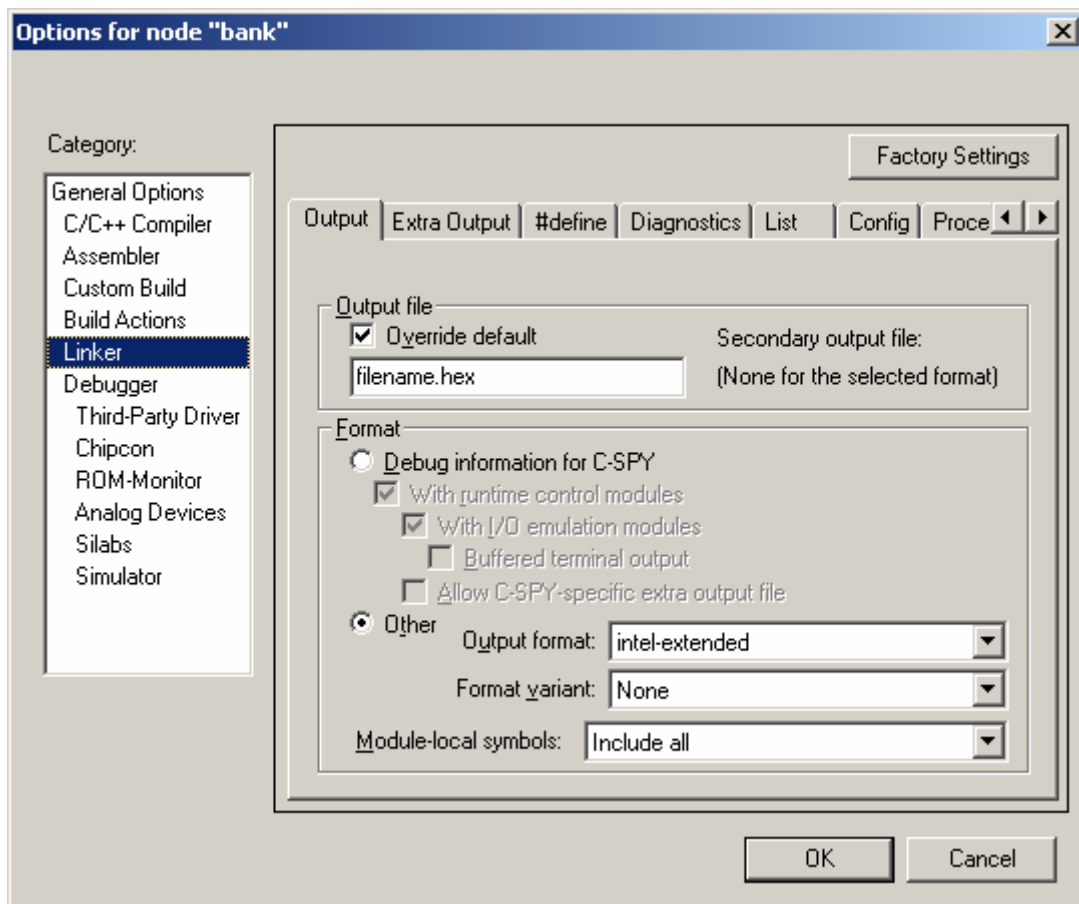 Options for node "bank"
Category:
General Options
C/C++ Compiler
Assembler
Custom Build
Build Actions
Linker
Debugger
Third-Party Driver
Chipcon
ROM-Monitor
Analog Devices
Silabs
Simulator
Factory Settings
Output Extra Output #define Diagnostics List Config Proce
Output file
Override default
Secondary output file:
filename.hex
(None for the selected format)
Format
Debug information for C-SPY
With runtime control modules
With I/O emulation modules
Buffered terminal output
Allow C-SPY-specific extra output file
Other
Output format: intel-extended
Format variant: None
Module-local symbols: Include all
OK Cancel